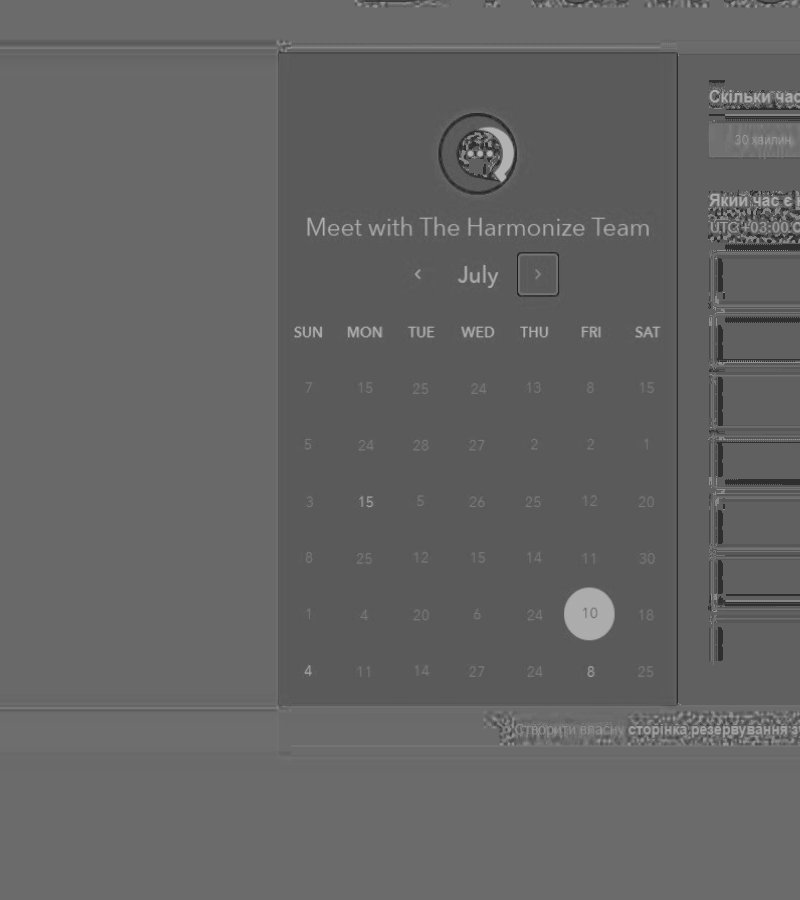 Meet with The Harmonize Team
‹ July ›
SUN MON TUE WED THU FRI SAT
7 15 25 24 13 8 15
5 24 28 27 2 2 1
3 15 5 26 25 12 20
8 25 12 15 14 11 30
1 4 20 6 24 10 18
4 11 14 27 24 8 25
Скільки час
30 хвилин
Який час є
UTC +03:00
Створити власну сторінка резервування